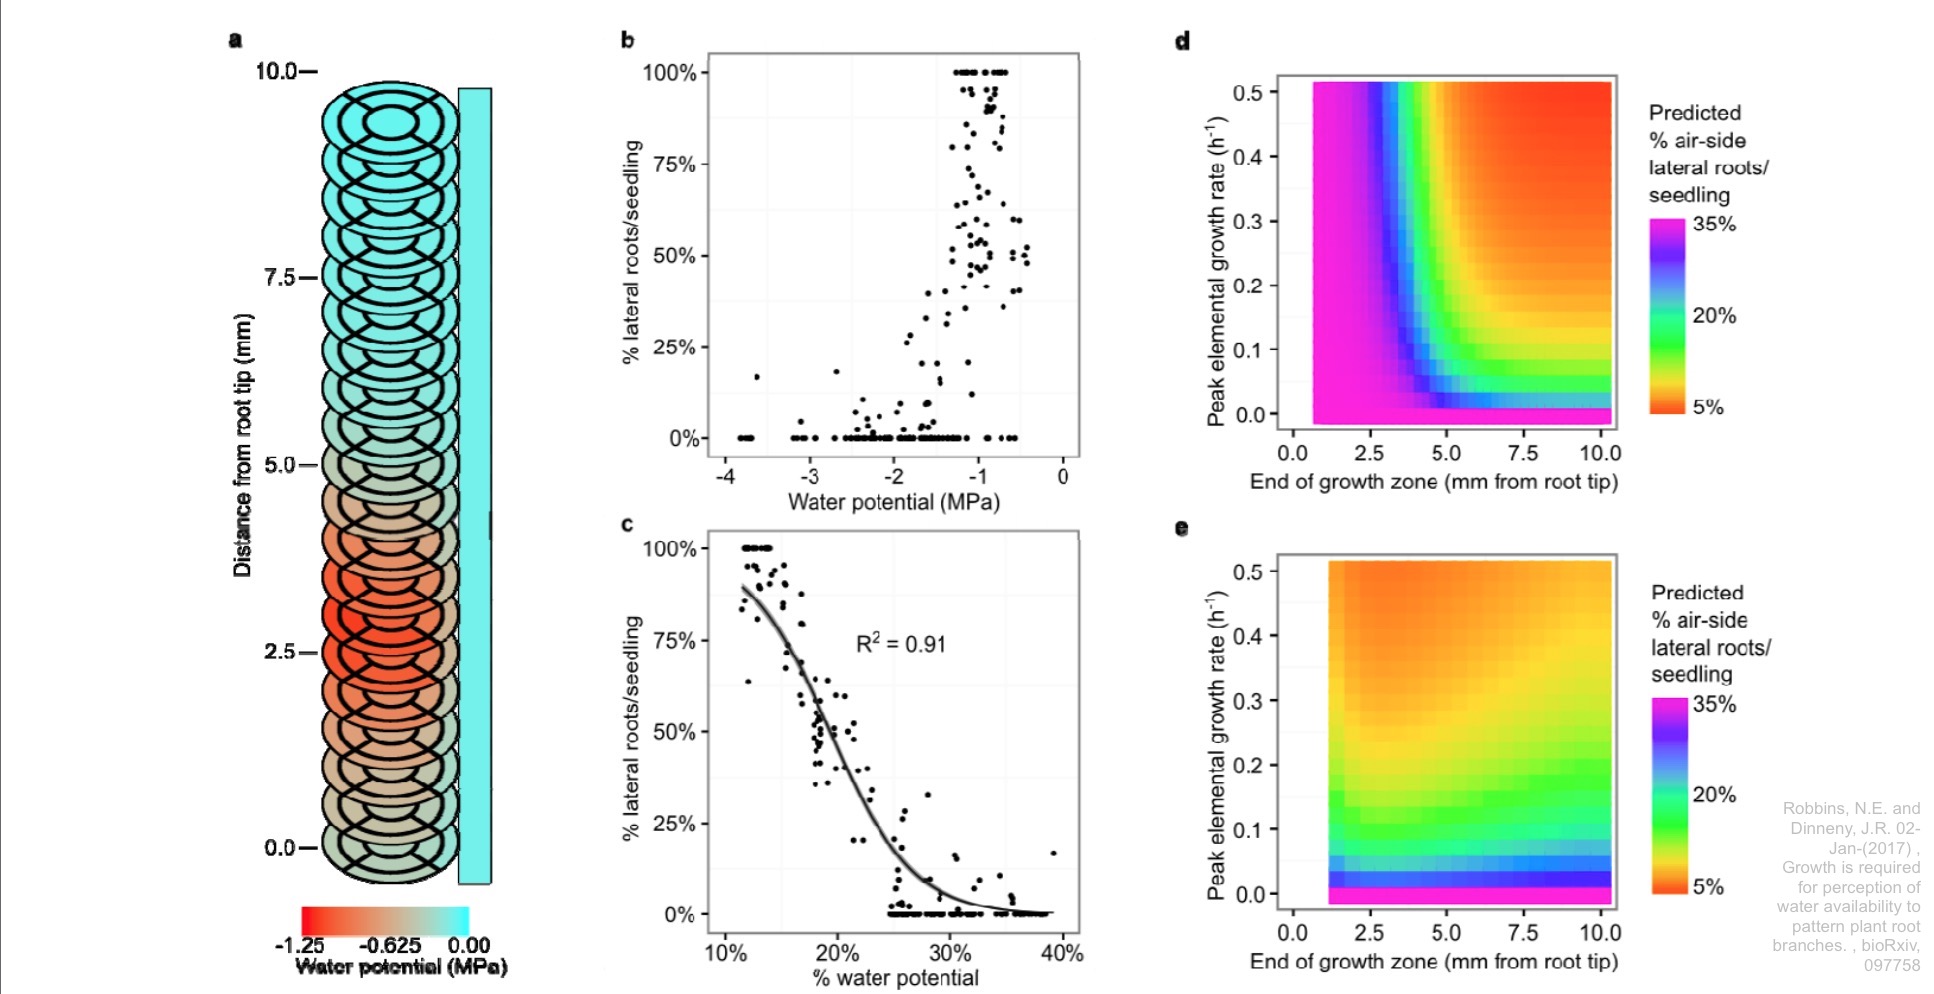 a
10.0
7.5
5.0
2.5
0.0
Distance from root tip (mm)
-1.25 -0.625 0.00
Water potential (MPa)
b
100%
75%
50%
25%
0%
% lateral roots/seedling
-4 -3 -2 -1 0
Water potential (MPa)
c
100%
75%
50%
25%
0%
% lateral roots/seedling
R² = 0.91
10% 20% 30% 40%
% water potential
d
0.5
0.4
0.3
0.2
0.1
0.0
Peak elemental growth rate (h⁻¹)
0.0 2.5 5.0 7.5 10.0
End of growth zone (mm from root tip)
Predicted
% air-side
lateral roots/
seedling
35%
20%
5%
e
0.5
0.4
0.3
0.2
0.1
0.0
Peak elemental growth rate (h⁻¹)
0.0 2.5 5.0 7.5 10.0
End of growth zone (mm from root tip)
Predicted
% air-side
lateral roots/
seedling
35%
20%
5%
Robbins, N.E. and
Dinneny, J.R. 02-
Jan-(2017) ,
Growth is required
for perception of
water availability to
pattern plant root
branches. , bioRxiv,
097758